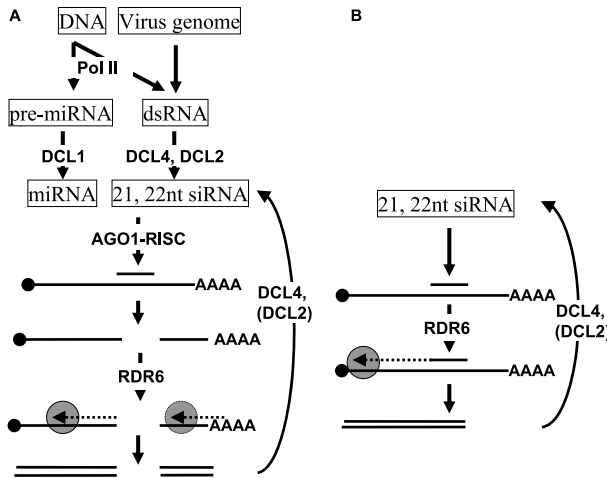 A
DNA
Virus genome
Pol II
pre-miRNA
dsRNA
DCL1
DCL4, DCL2
miRNA
21, 22nt siRNA
AGO1-RISC
AAAA
DCL4,
(DCL2)
AAAA
RDR6
AAAA
B
21, 22nt siRNA
AAAA
DCL4,
(DCL2)
RDR6
AAAA